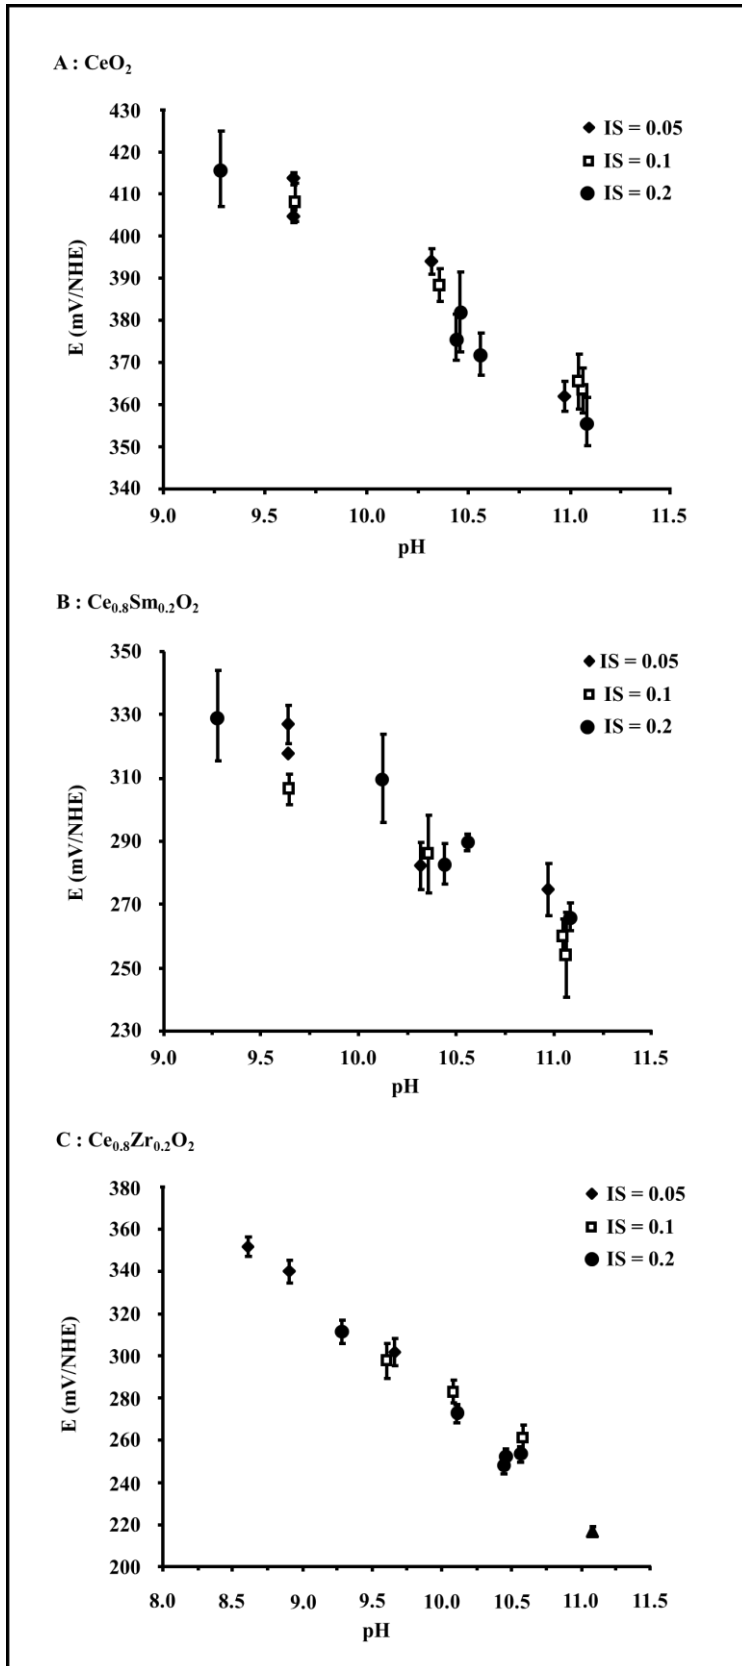 A : CeO₂
430
420
410
400
390
380
370
360
350
340
E (mV/NHE)
IS = 0.05
IS = 0.1
IS = 0.2
9.0 9.5 10.0 10.5 11.0 11.5
pH
B : Ce₀.₈Sm₀.₂O₂
350
330
310
290
270
250
230
E (mV/NHE)
IS = 0.05
IS = 0.1
IS = 0.2
9.0 9.5 10.0 10.5 11.0 11.5
pH
C : Ce₀.₈Zr₀.₂O₂
380
360
340
320
300
280
260
240
220
200
E (mV/NHE)
IS = 0.05
IS = 0.1
IS = 0.2
8.0 8.5 9.0 9.5 10.0 10.5 11.0 11.5
pH